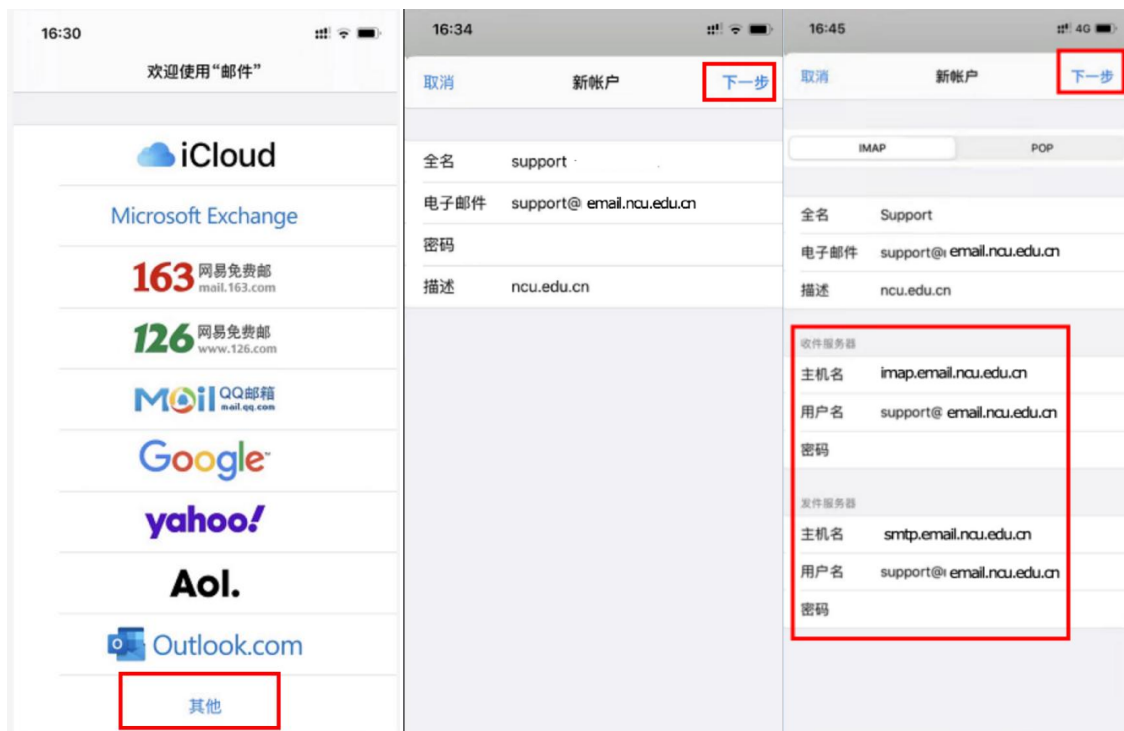 16:30
欢迎使用“邮件”
iCloud
Microsoft Exchange
163 网易免费邮
mail.163.com
126 网易免费邮
www.126.com
Mail QQ邮箱
mail.qq.com
Google
yahoo!
Aol.
Outlook.com
其他
16:34
取消 新帐户 下一步
全名 support
电子邮件 support@ email.ncu.edu.cn
密码
描述 ncu.edu.cn
16:45 4G
取消 新帐户 下一步
IMAP POP
全名 Support
电子邮件 support@ email.ncu.edu.cn
描述 ncu.edu.cn
收件服务器
主机名 imap.email.ncu.edu.cn
用户名 support@ email.ncu.edu.cn
密码
发件服务器
主机名 smtp.email.ncu.edu.cn
用户名 support@ email.ncu.edu.cn
密码